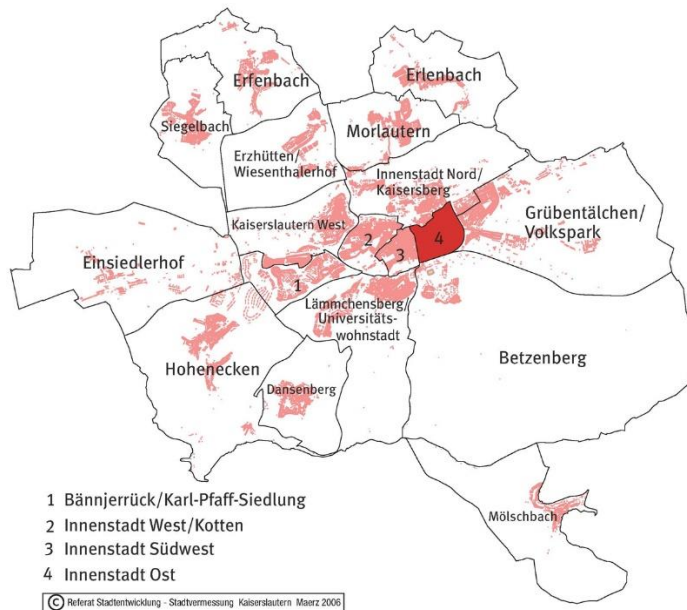 Erfenbach
Erlenbach
Siegelbach
Morlautern
Erzhütten/
Wiesenthalerhof
Innenstadt Nord/
Kaisersberg
Grübentälchen/
Volkspark
Kaiserslautern West
2
4
3
Einsiedlerhof
1
Lämmchensberg/
Universitäts-
wohnstadt
Betzenberg
Hohenecken
Dansenberg
Mölschbach
1 Bännjerrück/Karl-Pfaff-Siedlung
2 Innenstadt West/Kotten
3 Innenstadt Südwest
4 Innenstadt Ost
© Referat Stadtentwicklung - Stadtvermessung Kaiserslautern Maerz 2006